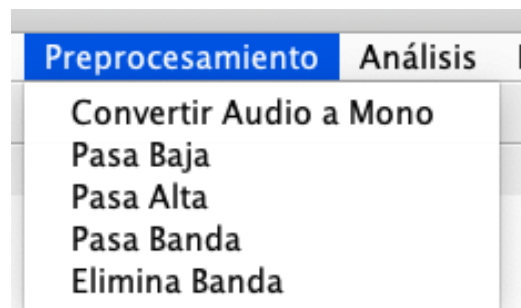 Preprocesamiento Análisis
Convertir Audio a Mono
Pasa Baja
Pasa Alta
Pasa Banda
Elimina Banda